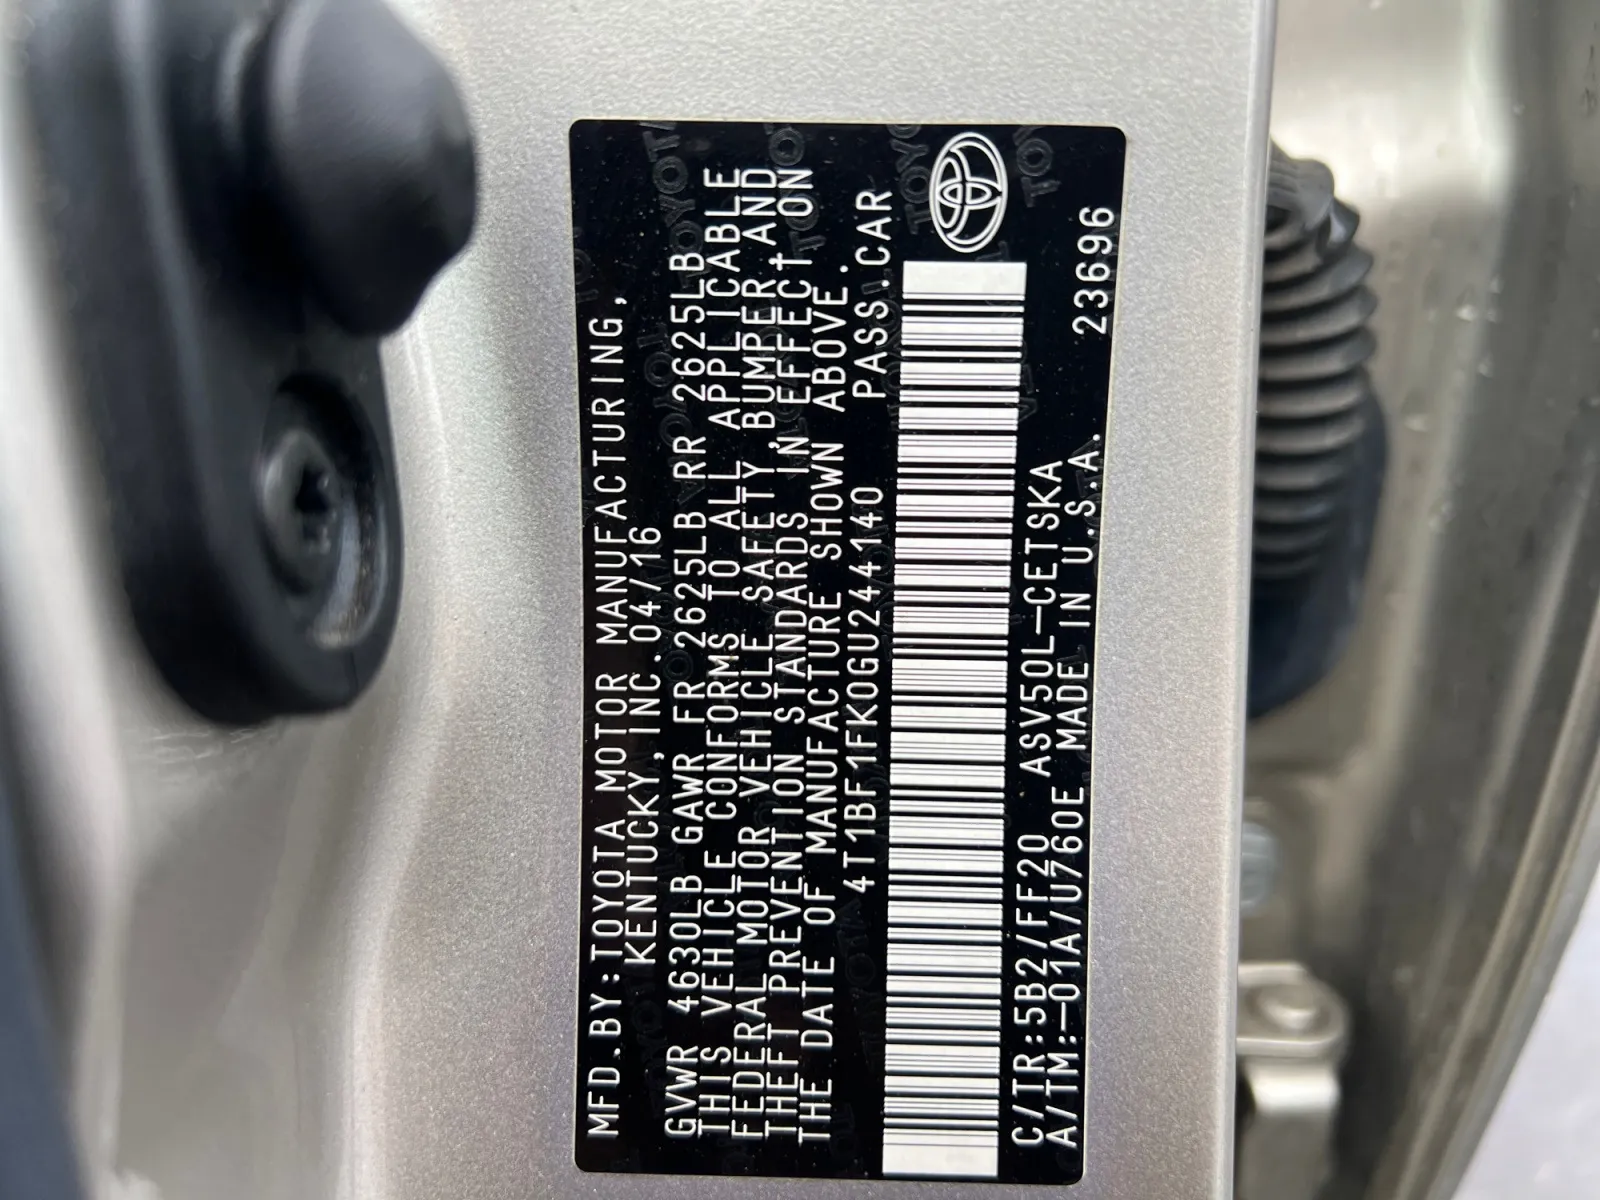 MFD.BY:TOYOTA MOTOR MANUFACTURING,
KENTUCKY, INC.04/16
GVWR 4630LB GAWR FR 2625LB RR 2625LB
THIS VEHICLE CONFORMS TO ALL APPLICABLE
FEDERAL MOTOR VEHICLE SAFETY,BUMPER,AND
THEFT PREVENTION STANDARDS IN EFFECT ON
THE DATE OF MANUFACTURE SHOWN ABOVE.
4T1BF1FK0GU244140 PASS.CAR
C/TR:5B2/FF20 ASV50L–CETSKA
A/TM:–01A/U760E MADE IN U.S.A.
23696